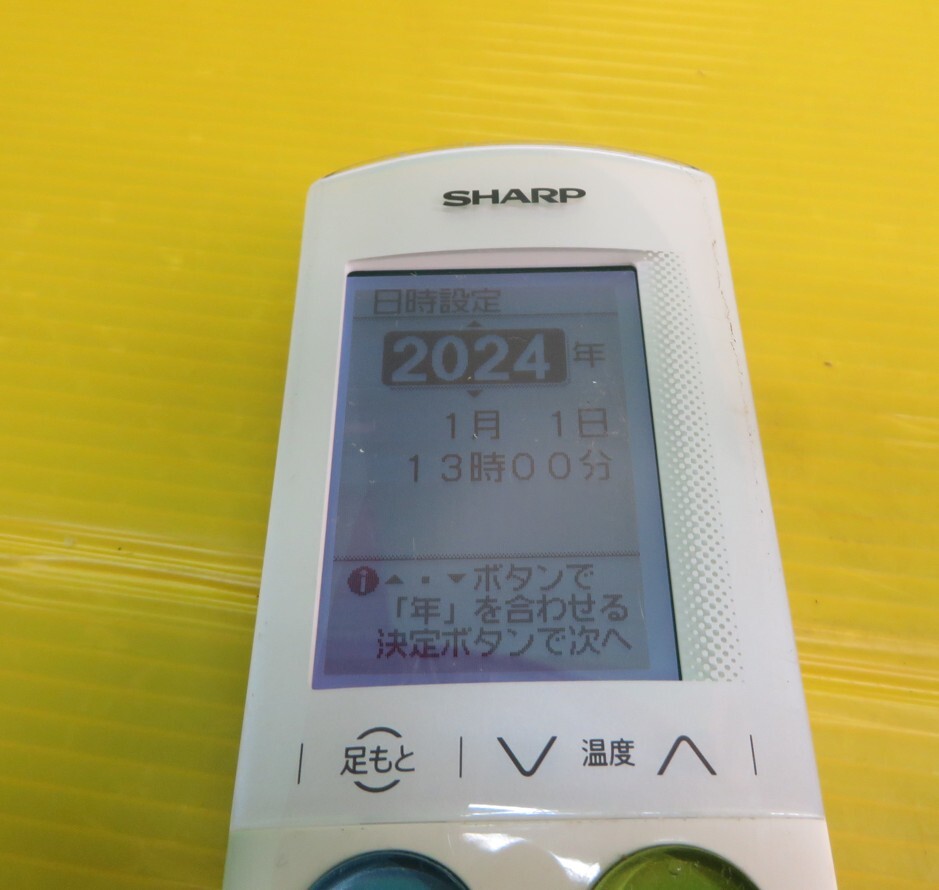 SHARP
日時設定
2024年
1月 1日
13時00分
▲・▼ボタンで
「年」を合わせる
決定ボタンで次へ
足もと 温度